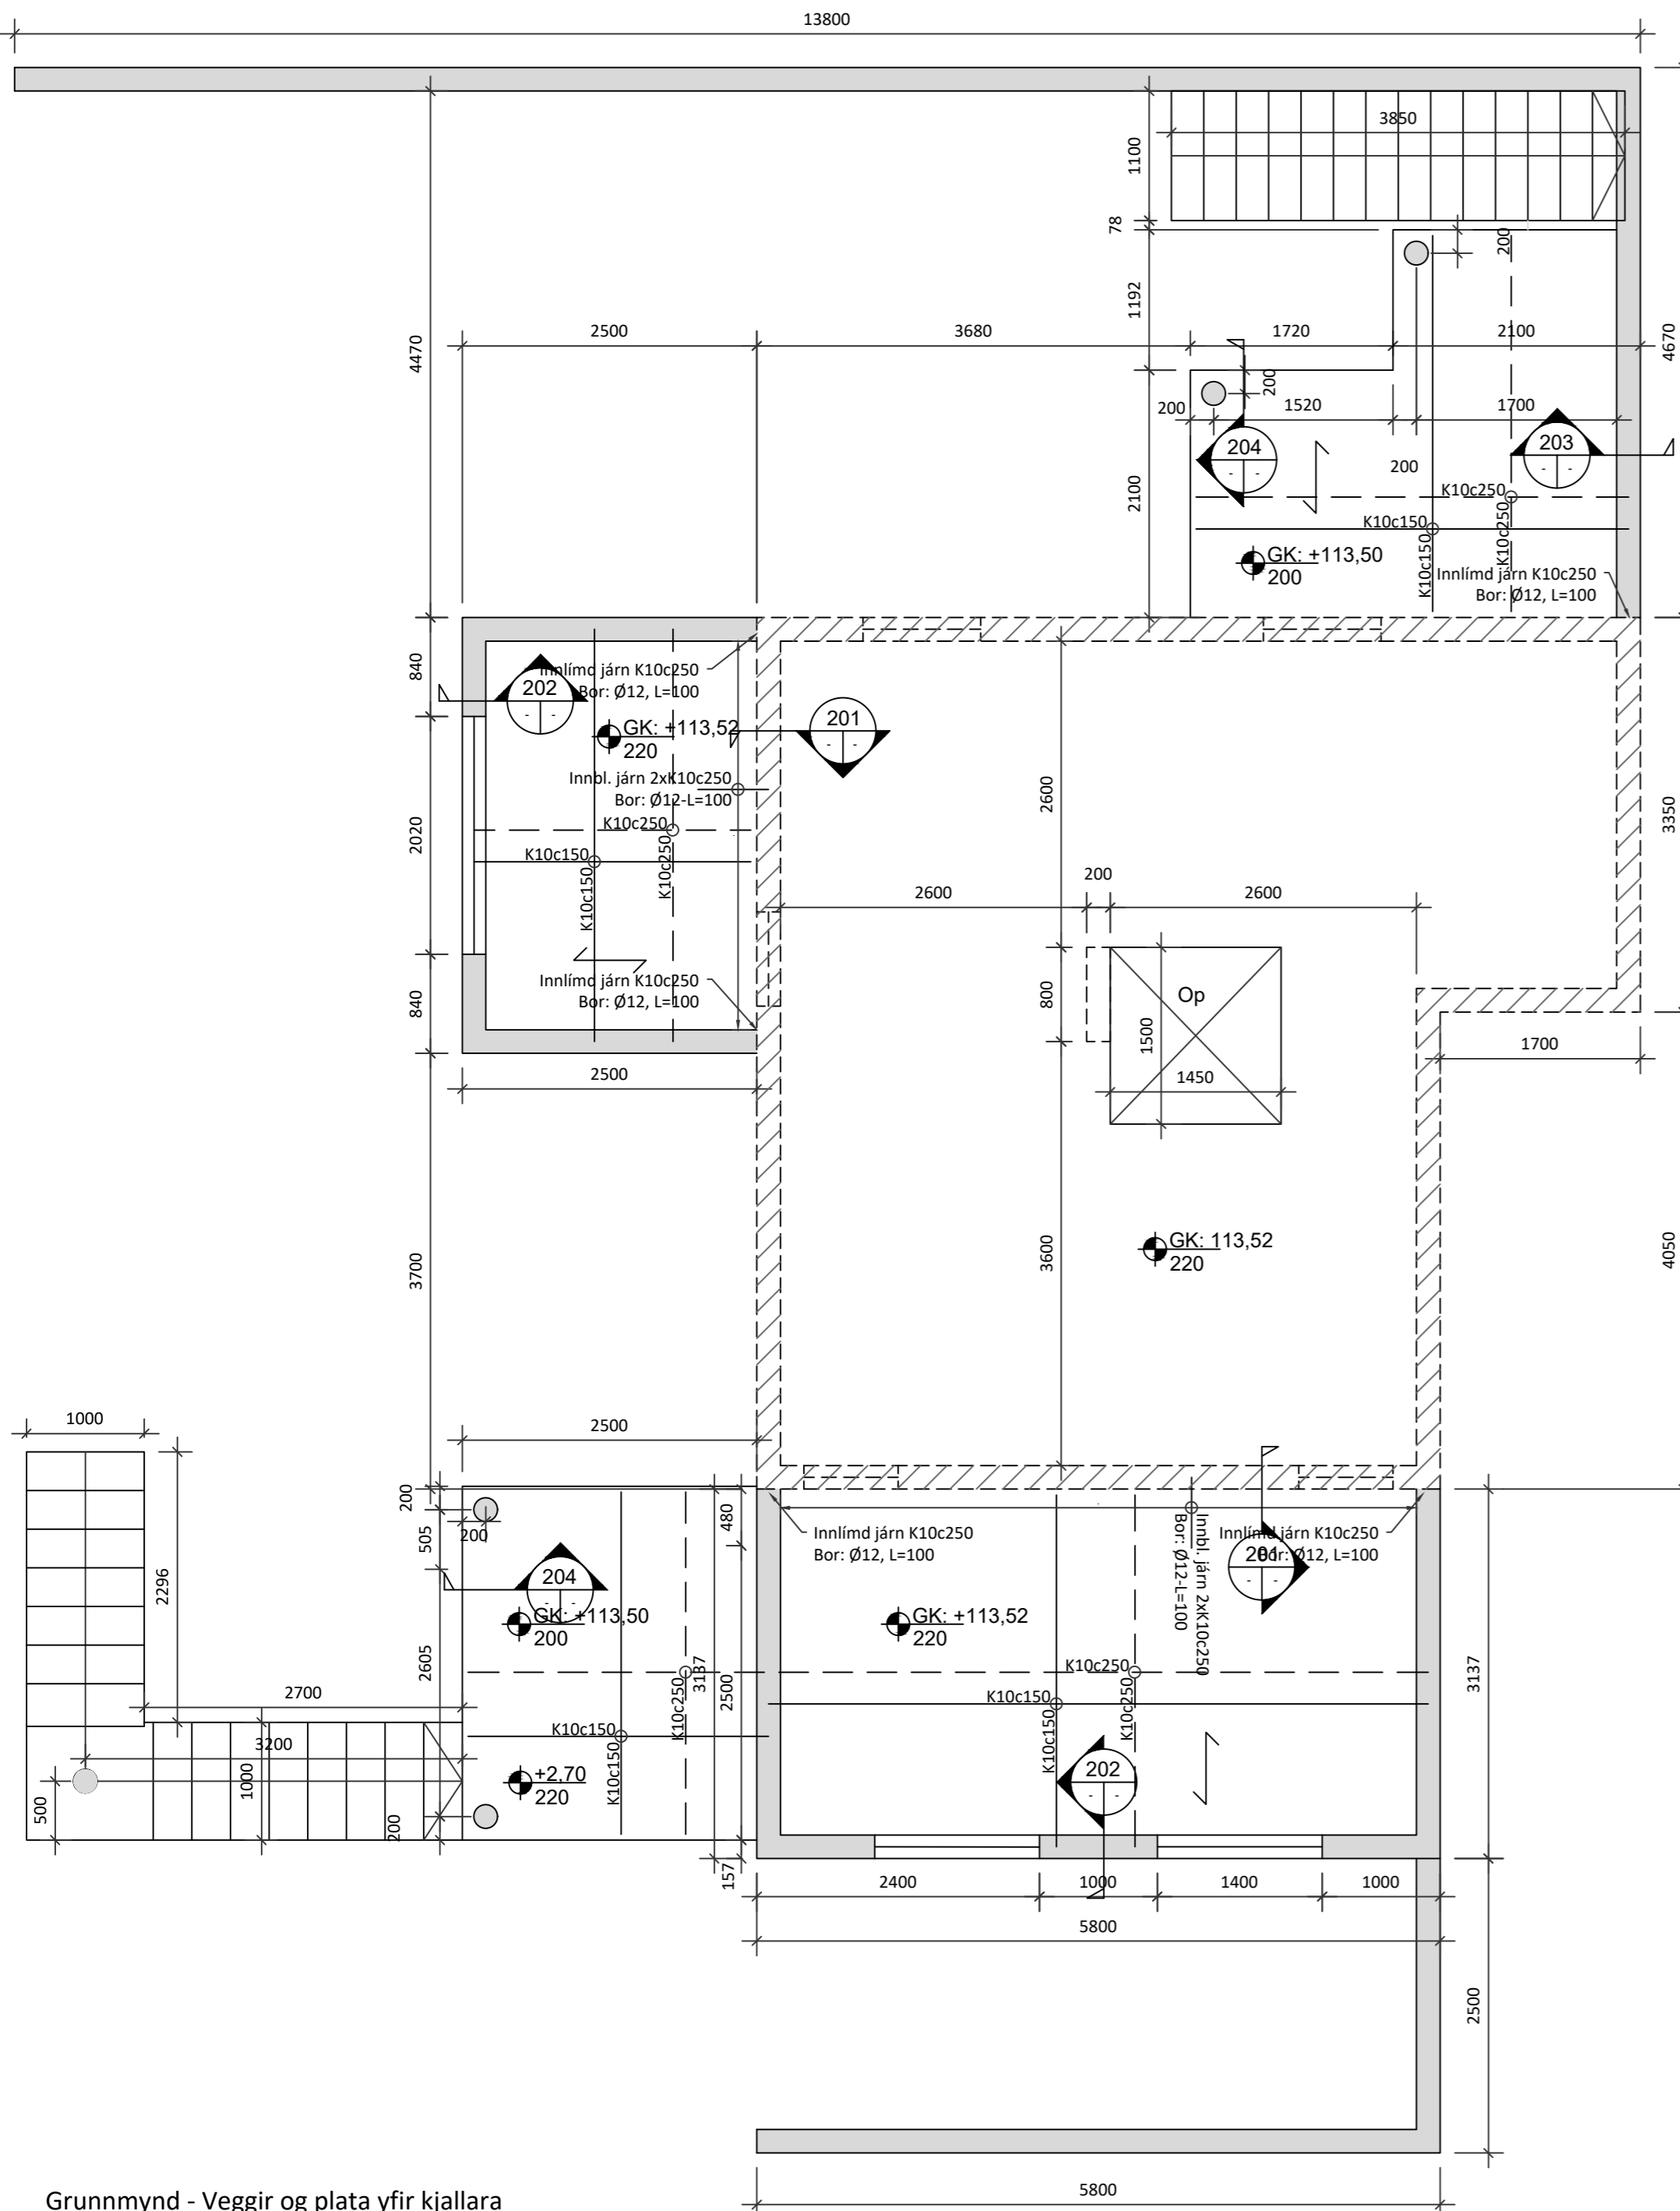 13800
3850
1100
78
200
1192
4470
2500
3680
1720
2100
4670
200
200
1520
1700
204
- -
203
- -
200
2100
K10c250
K10c150
K10c150
K10c250
GK: +113,50
200
Innlímd járn K10c250
Bor: Ø12, L=100
840
Innlímd járn K10c250
Bor: Ø12, L=100
202
- -
201
- -
GK: +113,52
220
Innbl. járn 2xK10c250
Bor: Ø12-L=100
2600
3350
2020
K10c250
K10c150
K10c150
K10c250
200
2600
2600
Innlímd járn K10c250
Bor: Ø12, L=100
840
800
Op
1500
1450
1700
2500
GK: 113,52
220
3700
3600
4050
1000
2500
2296
200
505
200
480
Innlímd járn K10c250
Bor: Ø12, L=100
Innlímd járn K10c250
Bor: Ø12, L=100
Innbl. járn 2xK10c250
Bor: Ø12-L=100
201
- -
204
- -
GK: +113,50
200
GK: +113,52
220
2605
3137
2500
3137
K10c250
K10c250
K10c150
K10c150
K10c250
K10c150
K10c150
2700
3200
1000
500
200
+2,70
220
202
- -
157
2400
1000
1400
1000
5800
2500
5800
Grunnmynd - Veggir og plata yfir kjallara